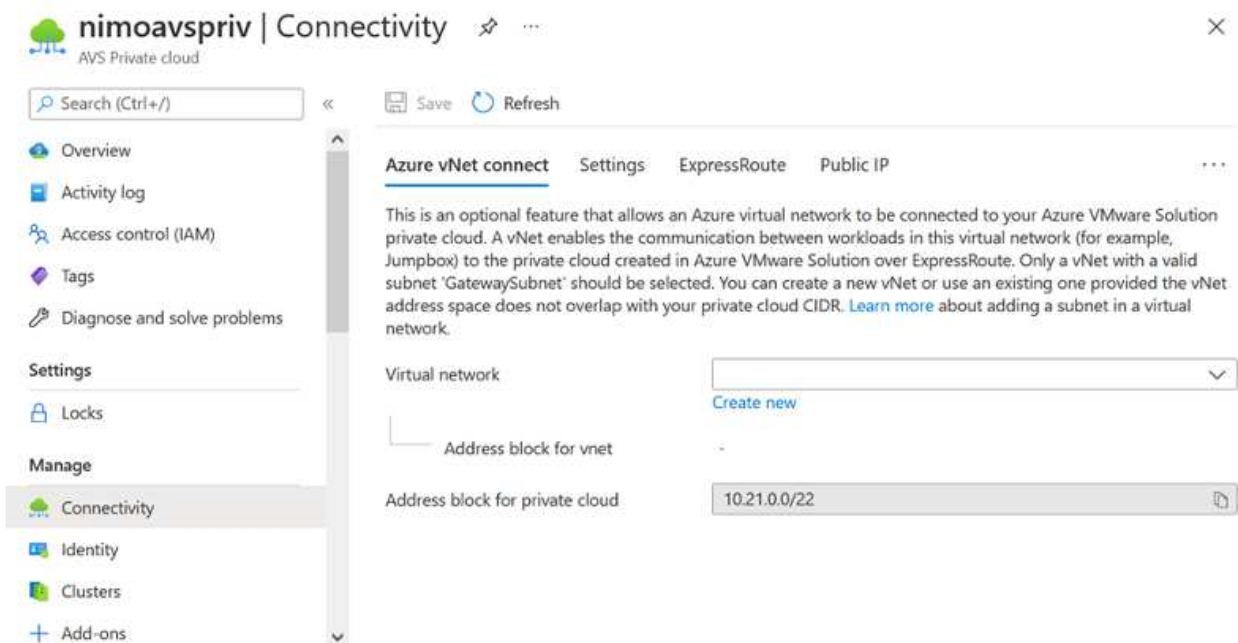 nimoavspriv | Connectivity
AVS Private cloud
Search (Ctrl+/)
Overview
Activity log
Access control (IAM)
Tags
Diagnose and solve problems
Settings
Locks
Manage
Connectivity
Identity
Clusters
Add-ons
Save Refresh
Azure vNet connect Settings ExpressRoute Public IP
This is an optional feature that allows an Azure virtual network to be connected to your Azure VMware Solution
private cloud. A vNet enables the communication between workloads in this virtual network (for example,
Jumpbox) to the private cloud created in Azure VMware Solution over ExpressRoute. Only a vNet with a valid
subnet 'GatewaySubnet' should be selected. You can create a new vNet or use an existing one provided the vNet
address space does not overlap with your private cloud CIDR. Learn more about adding a subnet in a virtual
network.
Virtual network
Create new
Address block for vnet -
Address block for private cloud 10.21.0.0/22